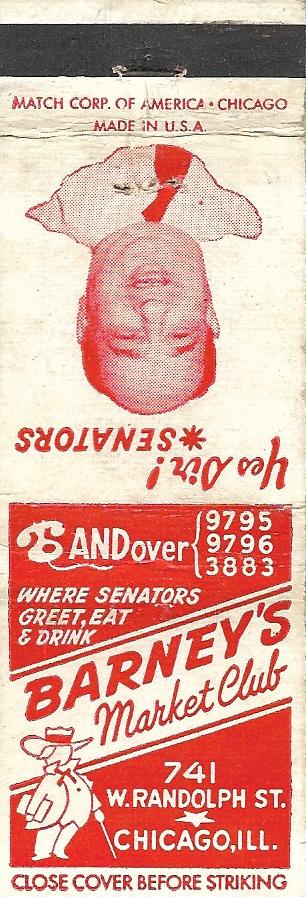 MATCH CORP. OF AMERICA • CHICAGO
MADE IN U.S.A.
Yes Sir!
*SENATORS
9795
ANDover { 9796
3883
WHERE SENATORS
GREET, EAT
& DRINK
BARNEY'S
Market Club
741
W. RANDOLPH ST.
CHICAGO, ILL.
CLOSE COVER BEFORE STRIKING